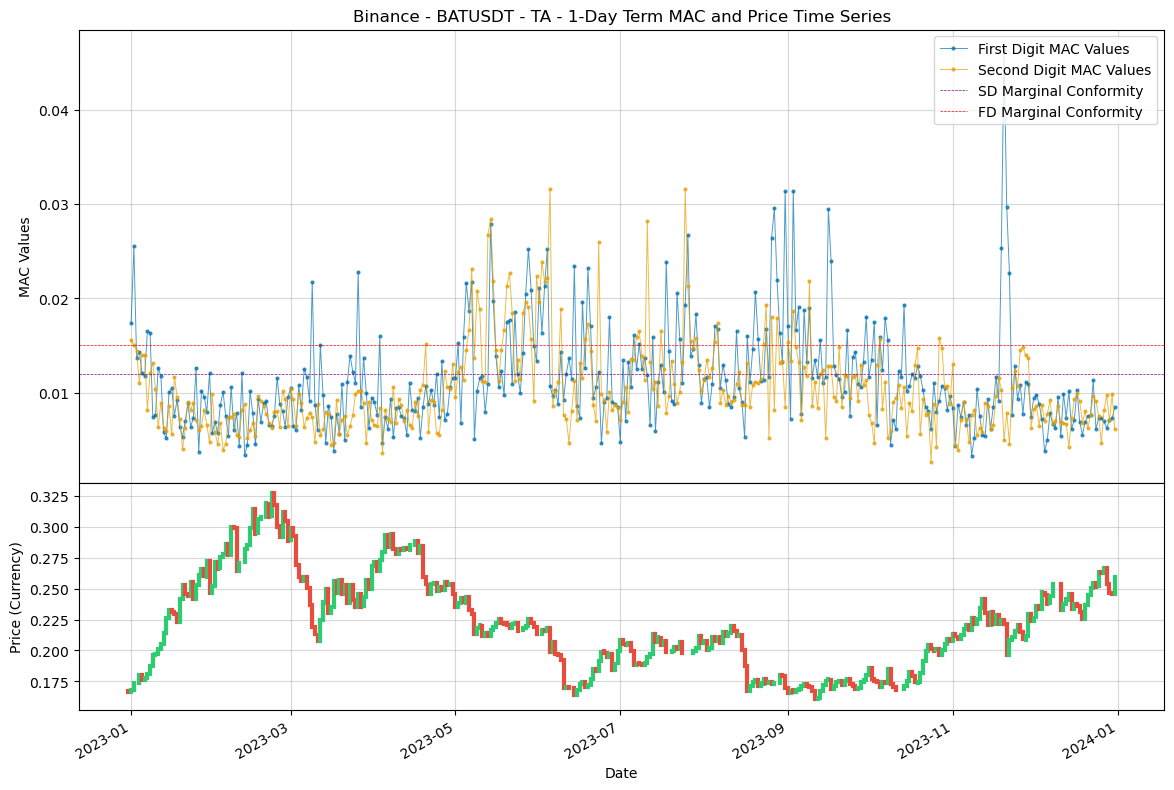 Binance - BATUSDT - TA - 1-Day Term MAC and Price Time Series
First Digit MAC Values
Second Digit MAC Values
SD Marginal Conformity
FD Marginal Conformity
MAC Values
0.04
0.03
0.02
0.01
Price (Currency)
0.325
0.300
0.275
0.250
0.225
0.200
0.175
2023-01
2023-03
2023-05
2023-07
2023-09
2023-11
2024-01
Date